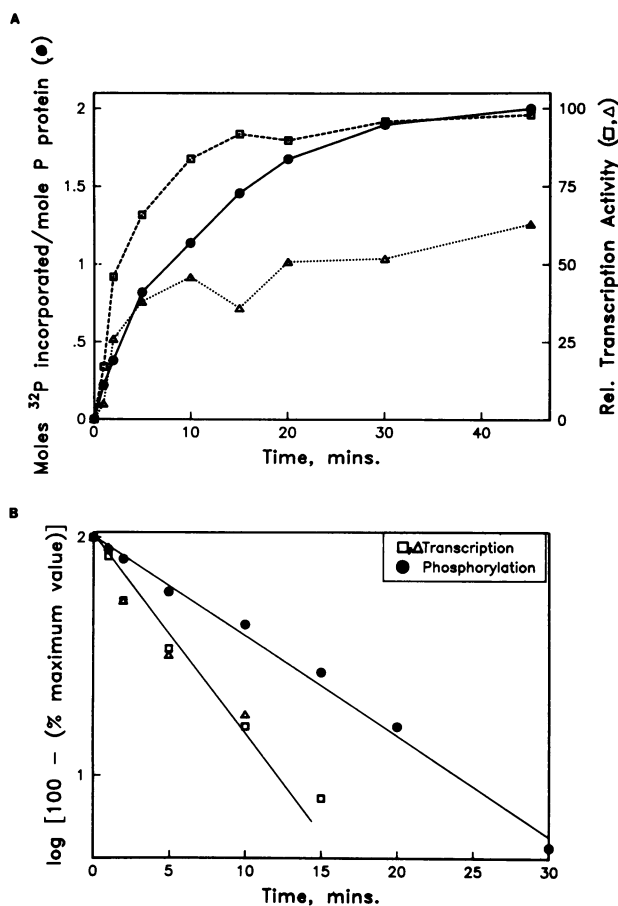 A
Moles 32P incorporated/mole P protein (●)
2
1.5
1
.5
0
100
75
50
25
0
Rel. Transcription Activity (□,△)
0
10
20
30
40
Time, mins.
B
log [100 - (% maximum value)]
2
1
□,△Transcription
● Phosphorylation
0
5
10
15
20
25
30
Time, mins.